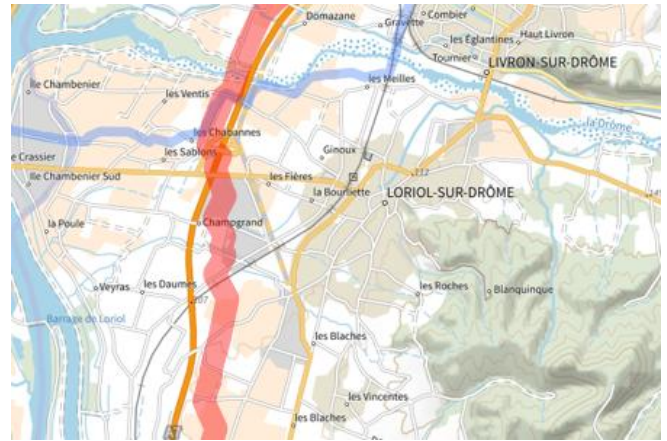 Domazane
Combier
Gravette
Haut Livron
les Églantines
Tournier
LIVRON-SUR-DRÔME
Île Chambenier
les Ventis
les Meilles
la Drôme
les Chabannes
les Sablons
Ginoux
e Crassier
les Fières
112
Île Chambenier Sud
la Bourliette
LORIOL-SUR-DRÔME
la Poule
Champgrand
Veyras
les Daumes
les Roches
Blanquinque
107
Barrage de Loriol
les Blaches
les Vincentes
les Blaches